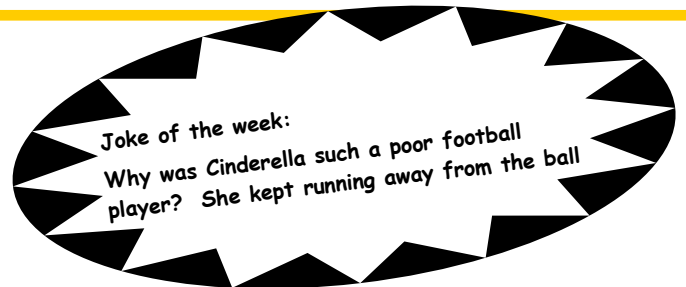 Joke of the week:
Why was Cinderella such a poor football
player?  She kept running away from the ball